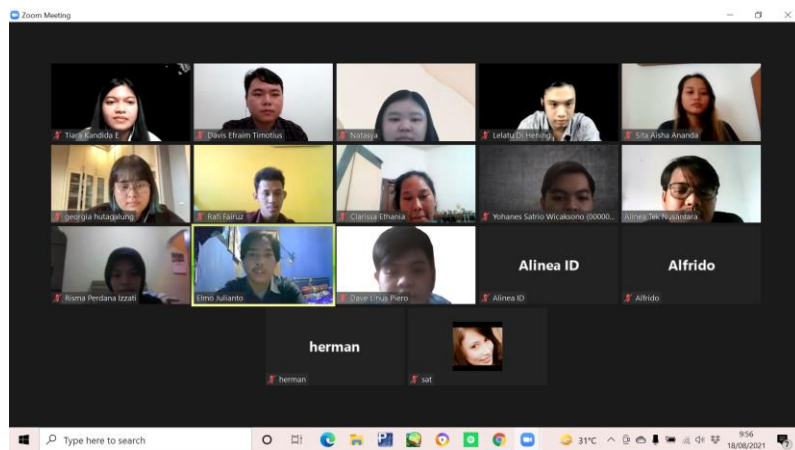 Zoom Meeting
Tiara Kandida E
Davis Efraim Timotius
Natasya
Lelatu Di Hening
Sita Aisha Ananda
georgia hutagalung
Rafi Fairuz
Clarissa Ethania
Yohanes Satrio Wicaksono (00000...
Alinea Tek Nusantara
Risma Perdana Izzati
Elmo Julianto
Dave Linus Piero
Alinea ID
Alinea ID
Alfrido
Alfrido
herman
herman
sat
Type here to search
31°C
9:56
18/08/2021